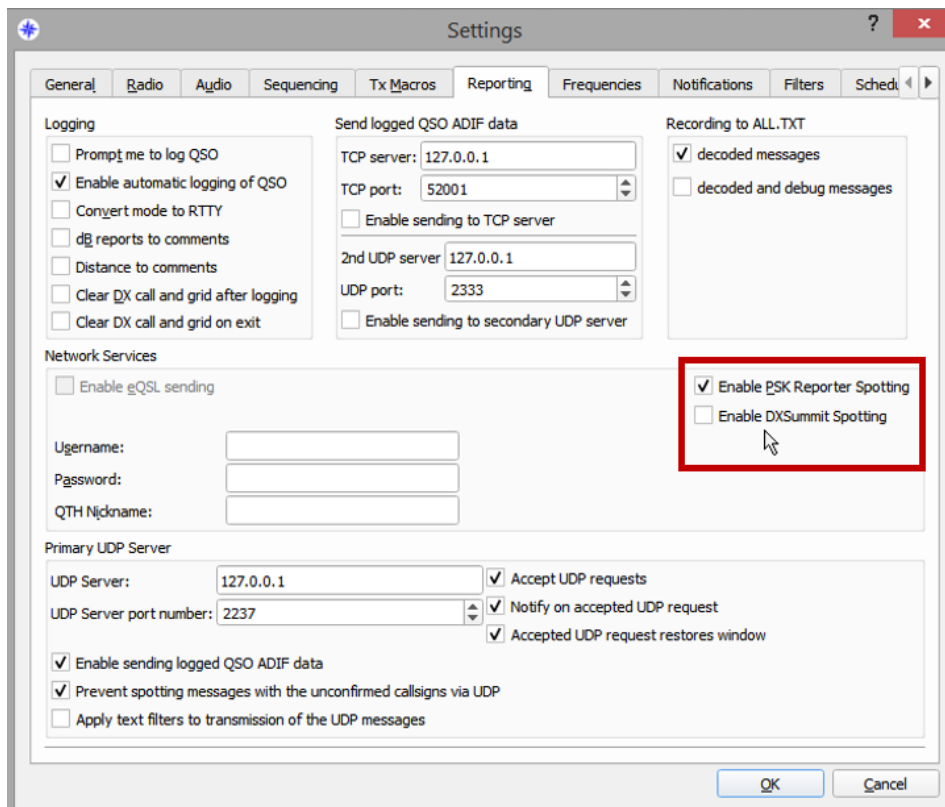 Settings
?
×
General
Radio
Audio
Sequencing
Tx Macros
Reporting
Frequencies
Notifications
Filters
Logging
Prompt me to log QSO
Enable automatic logging of QSO
Convert mode to RTTY
dB reports to comments
Distance to comments
Clear DX call and grid after logging
Clear DX call and grid on exit
Send logged QSO ADIF data
TCP server: 127.0.0.1
TCP port: 52001
Enable sending to TCP server
2nd UDP server 127.0.0.1
UDP port: 2333
Enable sending to secondary UDP server
Recording to ALL.TXT
decoded messages
decoded and debug messages
Network Services
Enable eQSL sending
Username:
Password:
QTH Nickname:
Enable PSK Reporter Spotting
Enable DXSummit Spotting
Primary UDP Server
UDP Server: 127.0.0.1
UDP Server port number: 2237
Accept UDP requests
Notify on accepted UDP request
Accepted UDP request restores window
Enable sending logged QSO ADIF data
Prevent spotting messages with the unconfirmed callsigns via UDP
Apply text filters to transmission of the UDP messages
OK
Cancel